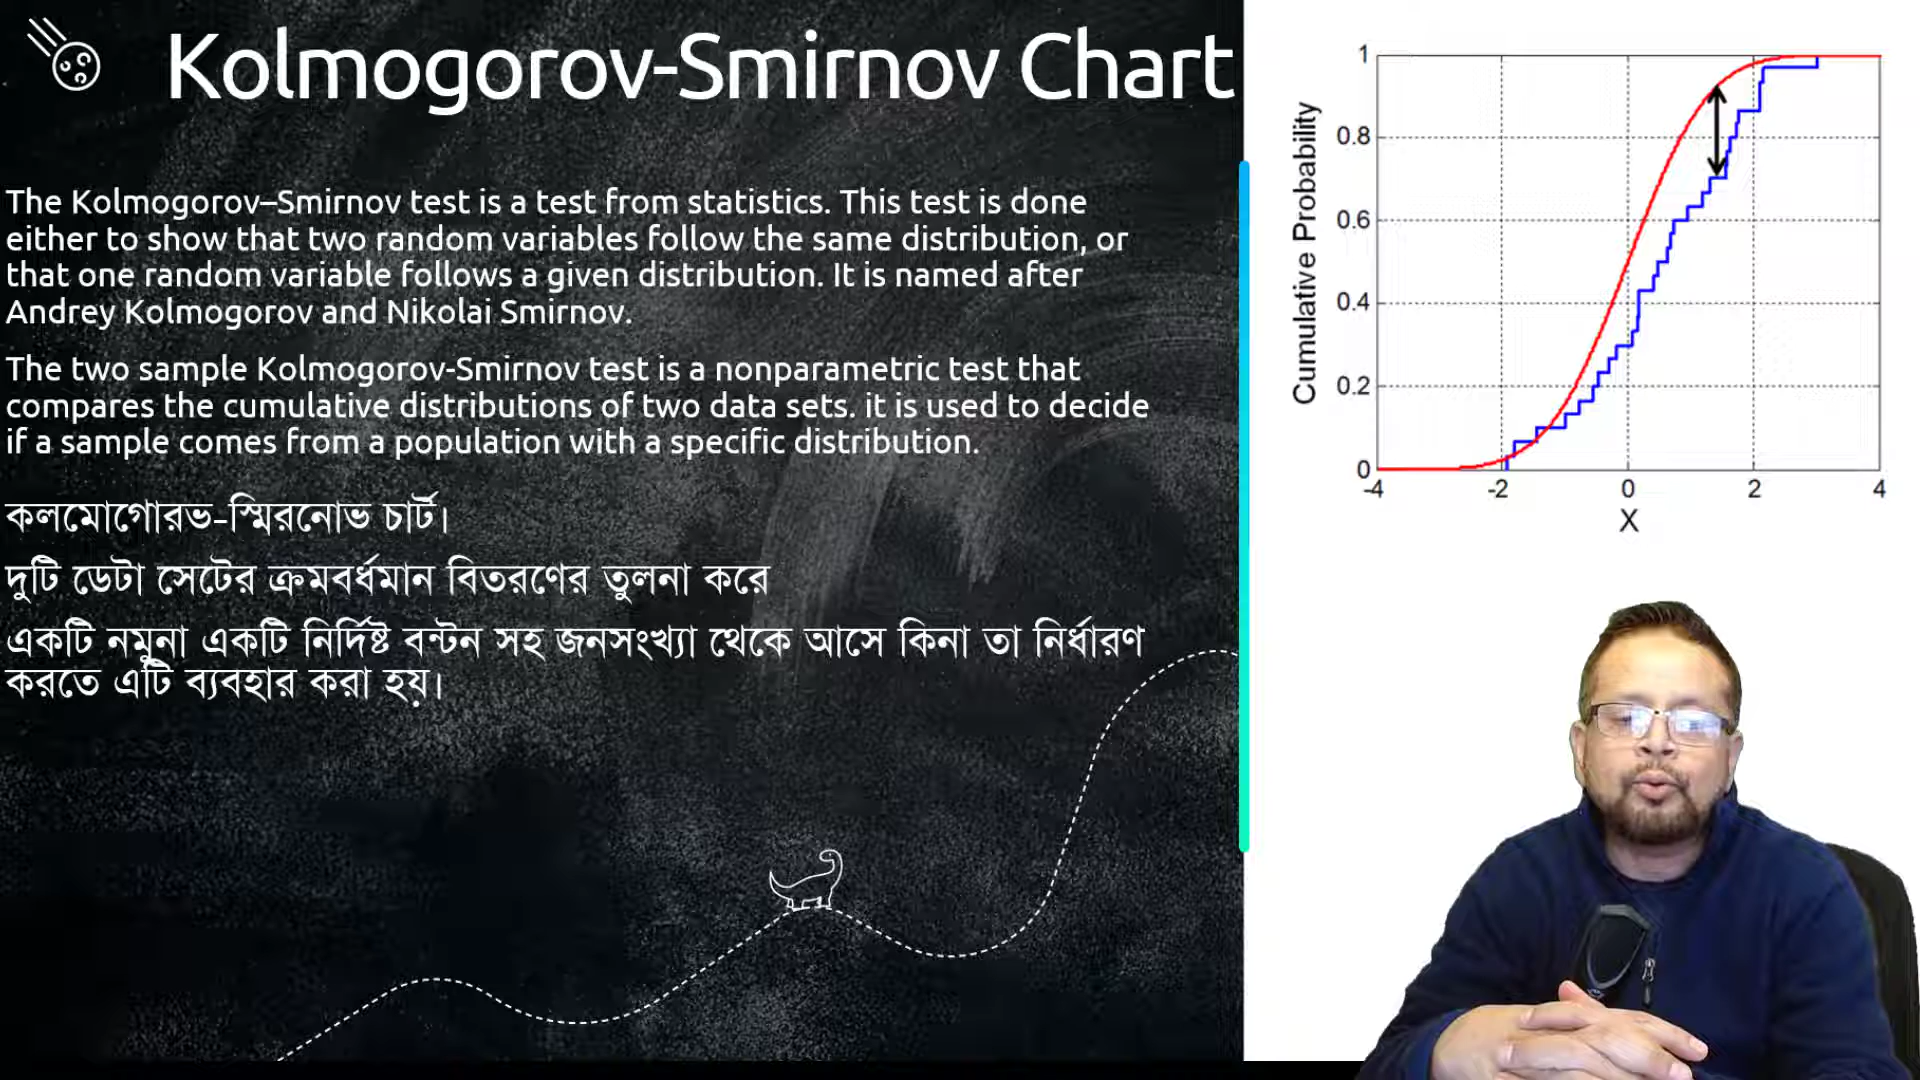 Kolmogorov-Smirnov Chart
The Kolmogorov–Smirnov test is a test from statistics. This test is done
either to show that two random variables follow the same distribution, or
that one random variable follows a given distribution. It is named after
Andrey Kolmogorov and Nikolai Smirnov.
The two sample Kolmogorov-Smirnov test is a nonparametric test that
compares the cumulative distributions of two data sets. it is used to decide
if a sample comes from a population with a specific distribution.
কলমোগোরভ-স্মিরনোভ চার্ট।
দুটি ডেটা সেটের ক্রমবর্ধমান বিতরণের তুলনা করে
একটি নমুনা একটি নির্দিষ্ট বন্টন সহ জনসংখ্যা থেকে আসে কিনা তা নির্ধারণ
করতে এটি ব্যবহার করা হয়।
Cumulative Probability
1
0.8
0.6
0.4
0.2
0
-4 -2 0 2 4
X